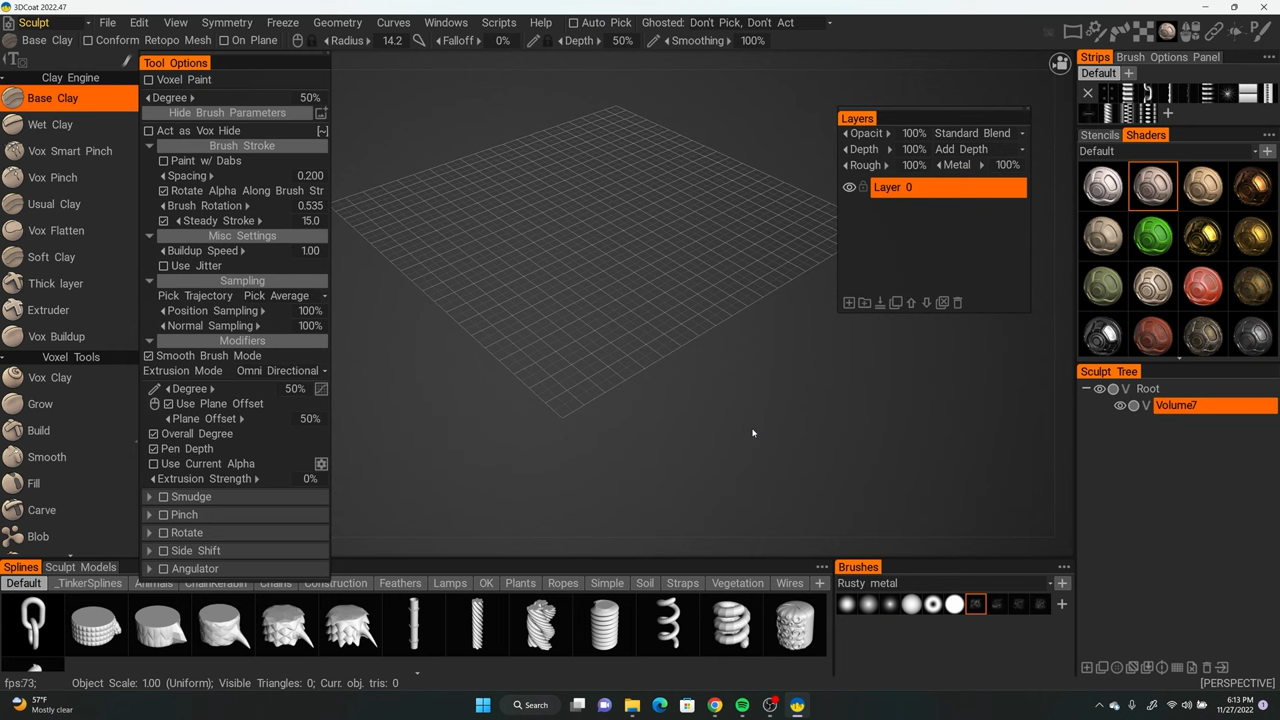 3DCoat 2022.47
Sculpt File Edit View Symmetry Freeze Geometry Curves Windows Scripts Help Auto Pick Ghosted: Don't Pick, Don't Act
Base Clay Conform Retopo Mesh On Plane Radius 14.2 Falloff 0% Depth 50% Smoothing 100%
Clay Engine
Base Clay
Wet Clay
Vox Smart Pinch
Vox Pinch
Usual Clay
Vox Flatten
Soft Clay
Thick layer
Extruder
Vox Buildup
Voxel Tools
Vox Clay
Grow
Build
Smooth
Fill
Carve
Blob
Tool Options
Voxel Paint
Degree 50%
Hide Brush Parameters
Act as Vox Hide [~]
Brush Stroke
Paint w/ Dabs
Spacing 0.200
Rotate Alpha Along Brush Str
Brush Rotation 0.535
Steady Stroke 15.0
Misc Settings
Buildup Speed 1.00
Use Jitter
Sampling
Pick Trajectory Pick Average
Position Sampling 100%
Normal Sampling 100%
Modifiers
Smooth Brush Mode
Extrusion Mode Omni Directional
Degree 50%
Use Plane Offset
Plane Offset 50%
Overall Degree
Pen Depth
Use Current Alpha
Extrusion Strength 0%
Smudge
Pinch
Rotate
Side Shift
Angulator
Layers
Opacit 100% Standard Blend
Depth 100% Add Depth
Rough 100% Metal 100%
Layer 0
Strips Brush Options Panel
Default
Stencils Shaders
Default
Sculpt Tree
V Root
V Volume7
Splines Sculpt Models
Default _TinkerSplines Animals ChainKerabin Chains Construction Feathers Lamps OK Plants Ropes Simple Soil Straps Vegetation Wires
Brushes
Rusty metal
fps:73; Object Scale: 1.00 (Uniform); Visible Triangles: 0; Curr. obj. tris: 0 [PERSPECTIVE]
57°F
Mostly clear
Search
6:13 PM
11/27/2022